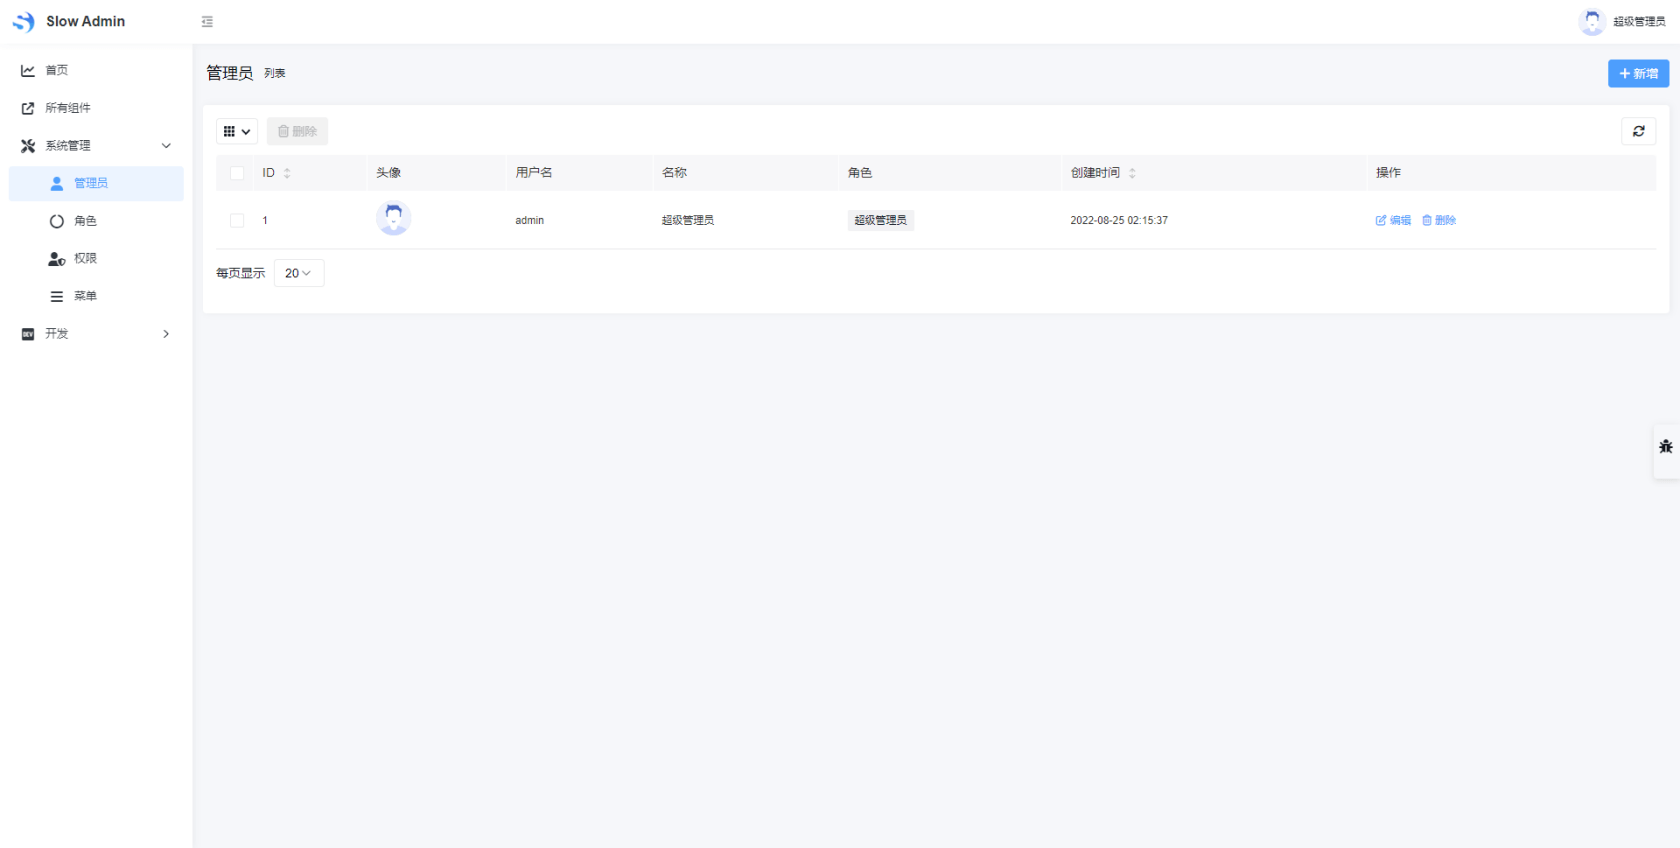 Slow Admin
超级管理员
首页
所有组件
系统管理
管理员
角色
权限
菜单
开发
管理员 列表
新增
删除
ID 头像 用户名 名称 角色 创建时间 操作
1 admin 超级管理员 超级管理员 2022-08-25 02:15:37 编辑 删除
每页显示 20